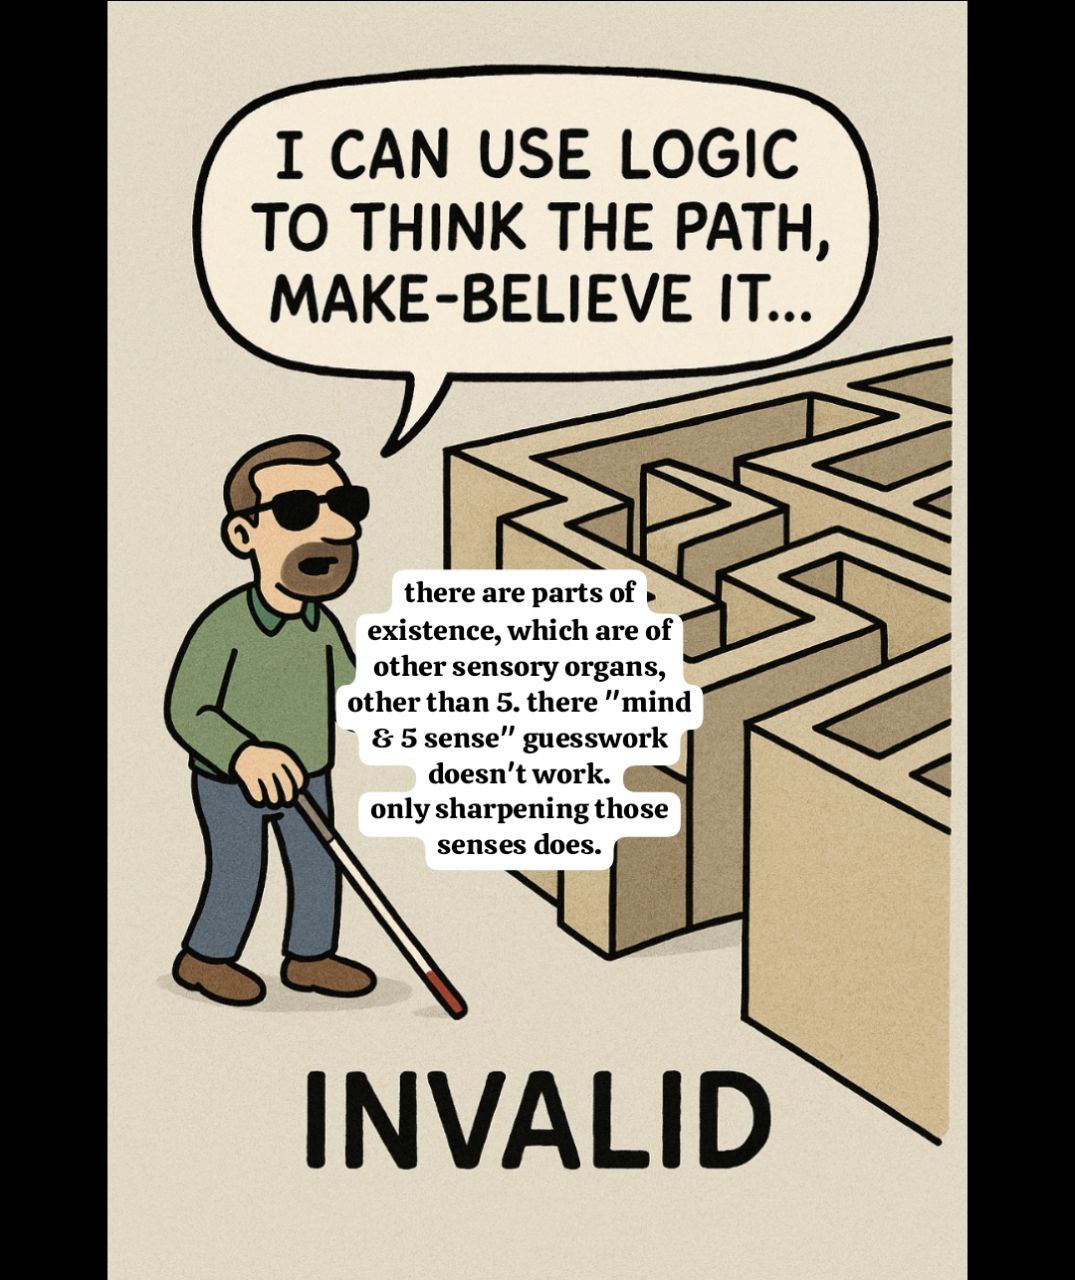 I CAN USE LOGIC
TO THINK THE PATH,
MAKE-BELIEVE IT...
there are parts of
existence, which are of
other sensory organs,
other than 5. there "mind
& 5 sense" guesswork
doesn't work.
only sharpening those
senses does.
INVALID